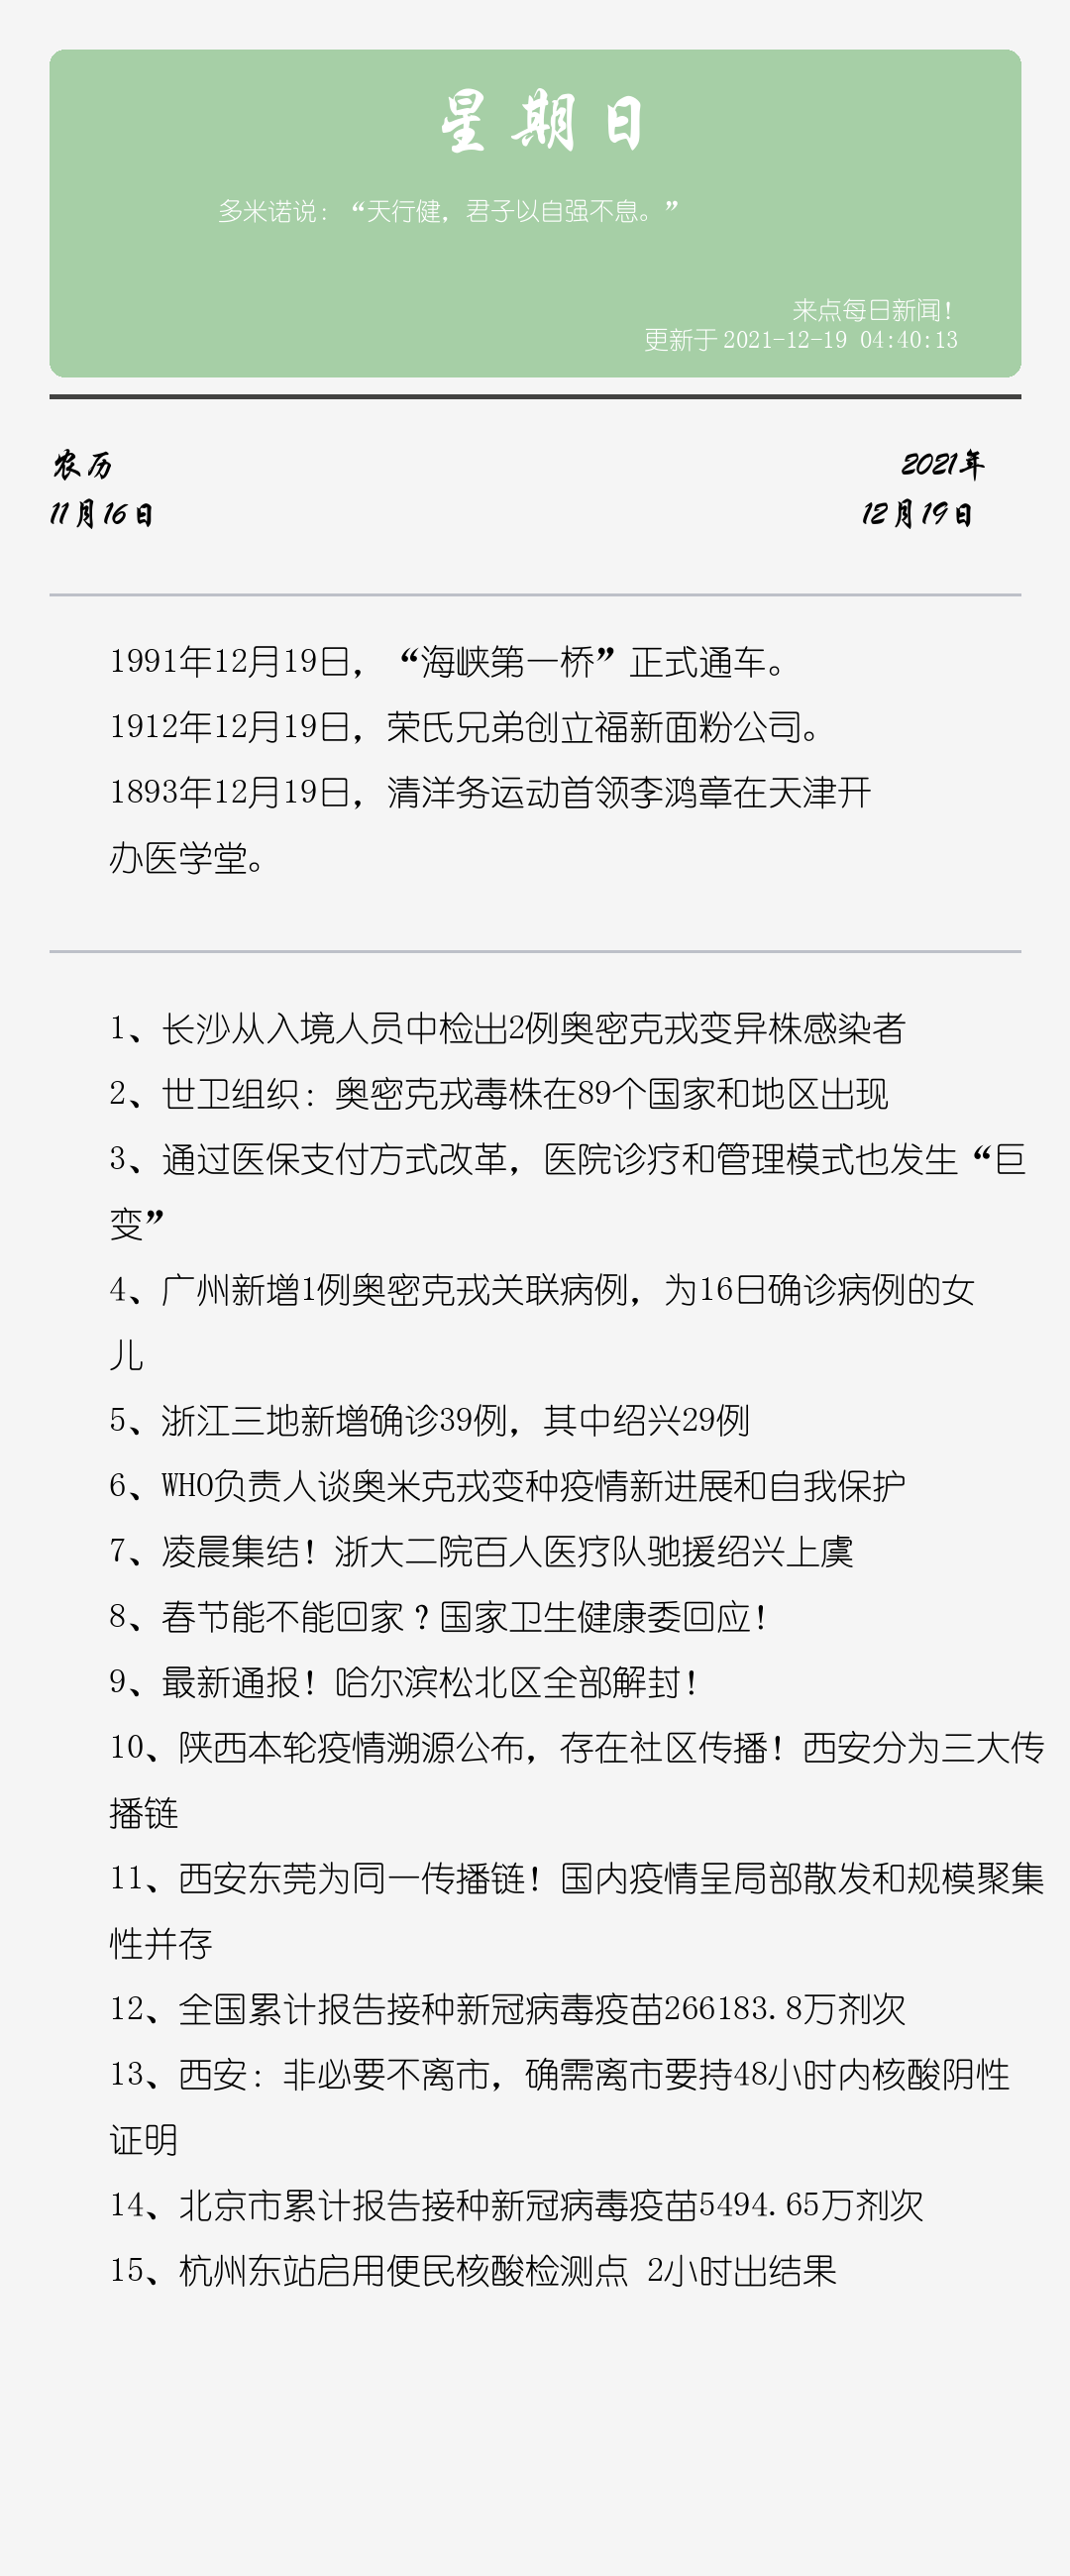 星期日
多米诺说：“天行健，君子以自强不息。”
来点每日新闻！
更新于 2021-12-19 04:40:13
农历
2021年
11月16日
12月19日
1991年12月19日，“海峡第一桥”正式通车。
1912年12月19日，荣氏兄弟创立福新面粉公司。
1893年12月19日，清洋务运动首领李鸿章在天津开
办医学堂。
1、长沙从入境人员中检出2例奥密克戎变异株感染者
2、世卫组织：奥密克戎毒株在89个国家和地区出现
3、通过医保支付方式改革，医院诊疗和管理模式也发生“巨
变”
4、广州新增1例奥密克戎关联病例，为16日确诊病例的女
儿
5、浙江三地新增确诊39例，其中绍兴29例
6、WHO负责人谈奥米克戎变种疫情新进展和自我保护
7、凌晨集结！浙大二院百人医疗队驰援绍兴上虞
8、春节能不能回家？国家卫生健康委回应！
9、最新通报！哈尔滨松北区全部解封！
10、陕西本轮疫情溯源公布，存在社区传播！西安分为三大传
播链
11、西安东莞为同一传播链！国内疫情呈局部散发和规模聚集
性并存
12、全国累计报告接种新冠病毒疫苗266183.8万剂次
13、西安：非必要不离市，确需离市要持48小时内核酸阴性
证明
14、北京市累计报告接种新冠病毒疫苗5494.65万剂次
15、杭州东站启用便民核酸检测点 2小时出结果